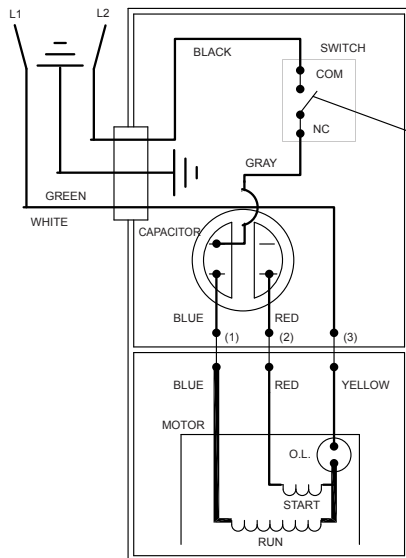 L1
L2
BLACK
SWITCH
COM
NC
GRAY
GREEN
WHITE
CAPACITOR
BLUE
RED
(1)
(2)
(3)
BLUE
RED
YELLOW
MOTOR
O.L.
START
RUN